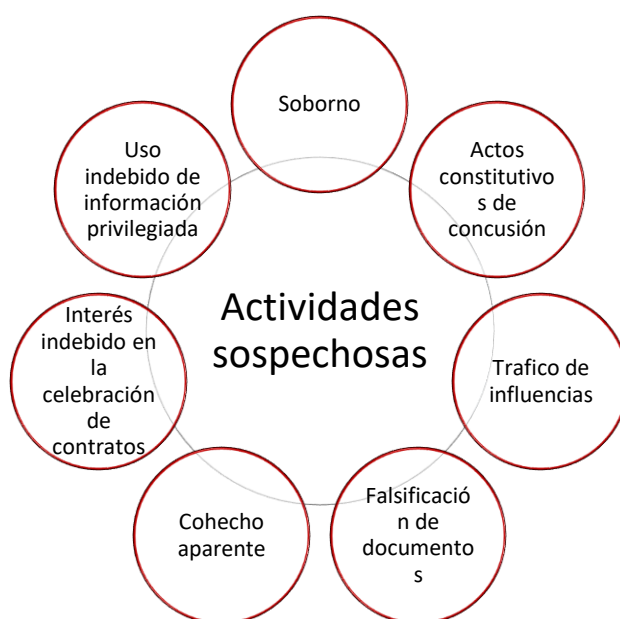 Soborno
Actos
constitutivo
s de
concusión
Trafico de
influencias
Falsificació
n de
documento
s
Cohecho
aparente
Interés
indebido en
la
celebración
de
contratos
Uso
indebido de
información
privilegiada
Actividades
sospechosas